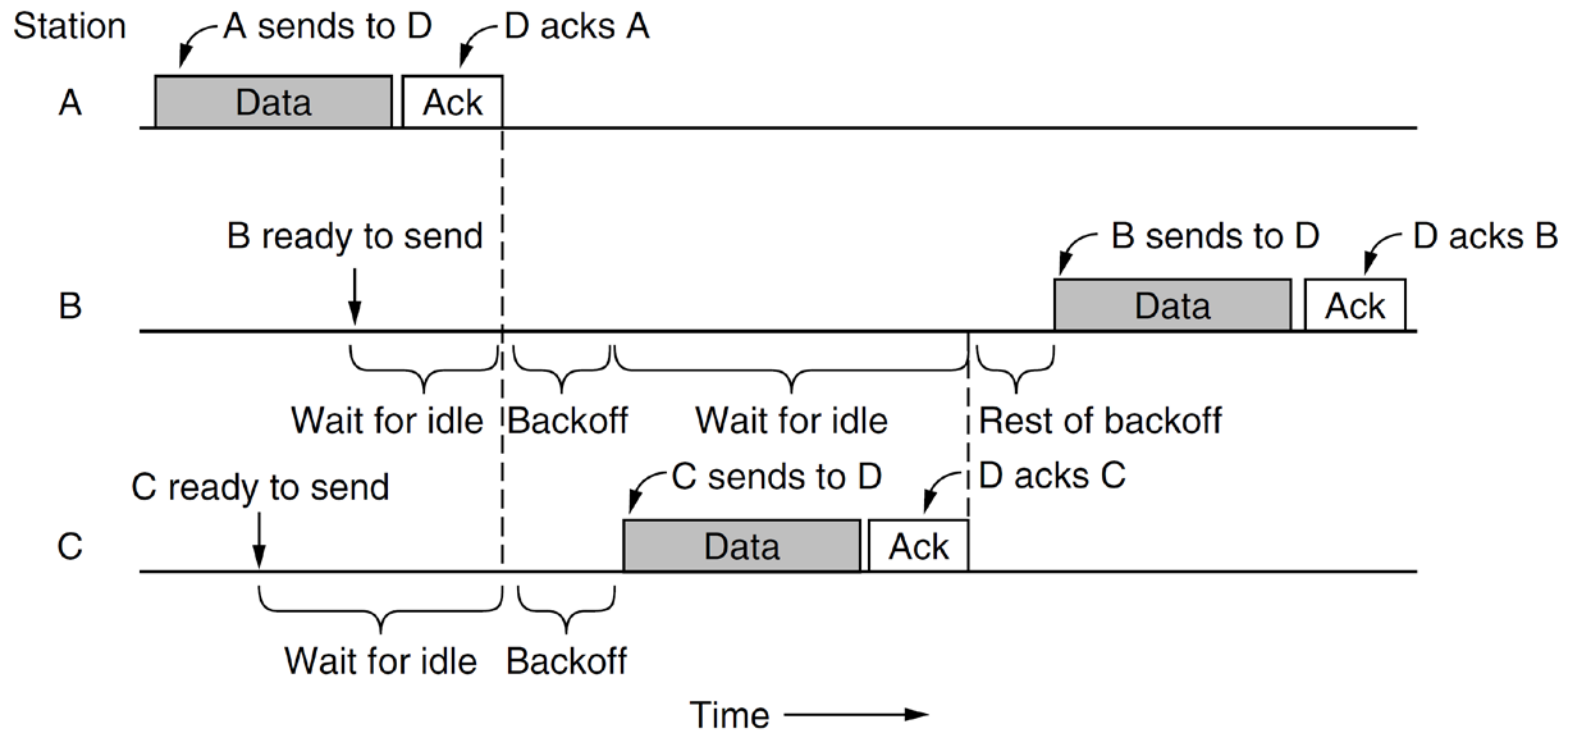 Station
A sends to D
D acks A
A
Data
Ack
B ready to send
B sends to D
D acks B
B
Data
Ack
Wait for idle
Backoff
Wait for idle
Rest of backoff
C ready to send
C sends to D
D acks C
C
Data
Ack
Wait for idle
Backoff
Time